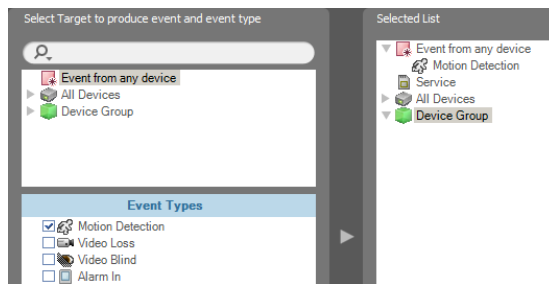 Select Target to produce event and event type
Event from any device
All Devices
Device Group
Event Types
Motion Detection
Video Loss
Video Blind
Alarm In
Selected List
Event from any device
Motion Detection
Service
All Devices
Device Group